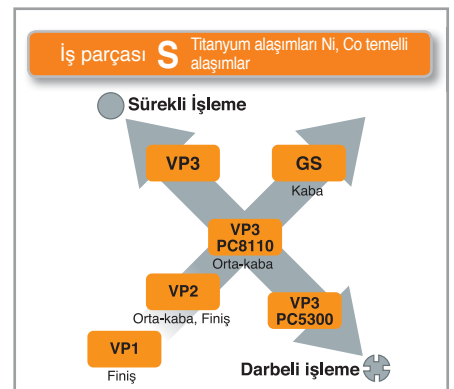 İş parçası S Titanyum alaşımları Ni, Co temelli
alaşımlar
Sürekli İşleme
VP3
GS
Kaba
VP3
PC8110
Orta-kaba
VP2
Orta-kaba, Finiş
VP3
PC5300
VP1
Finiş
Darbeli işleme